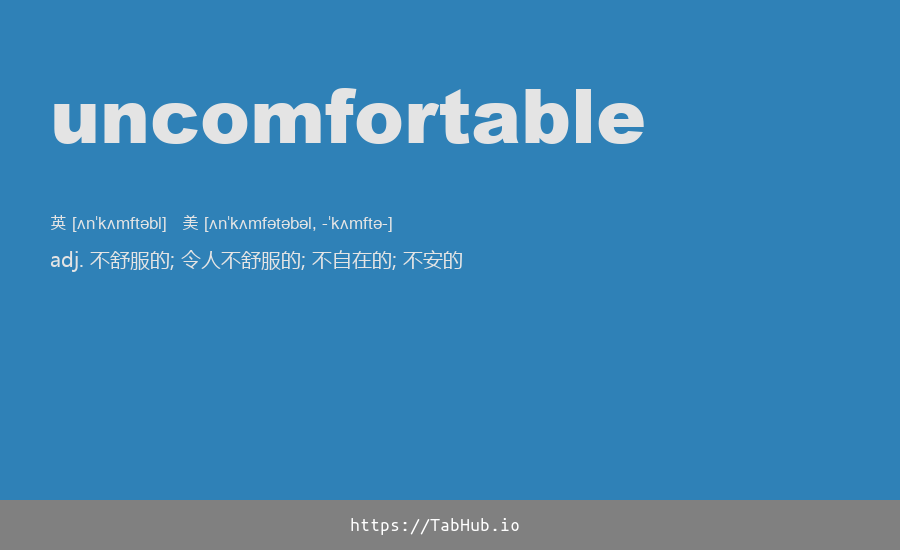 uncomfortable
英 [ʌnˈkʌmftəbl] 美 [ʌnˈkʌmfətəbəl, -ˈkʌmftə-]
adj. 不舒服的; 令人不舒服的; 不自在的; 不安的
https://TabHub.io